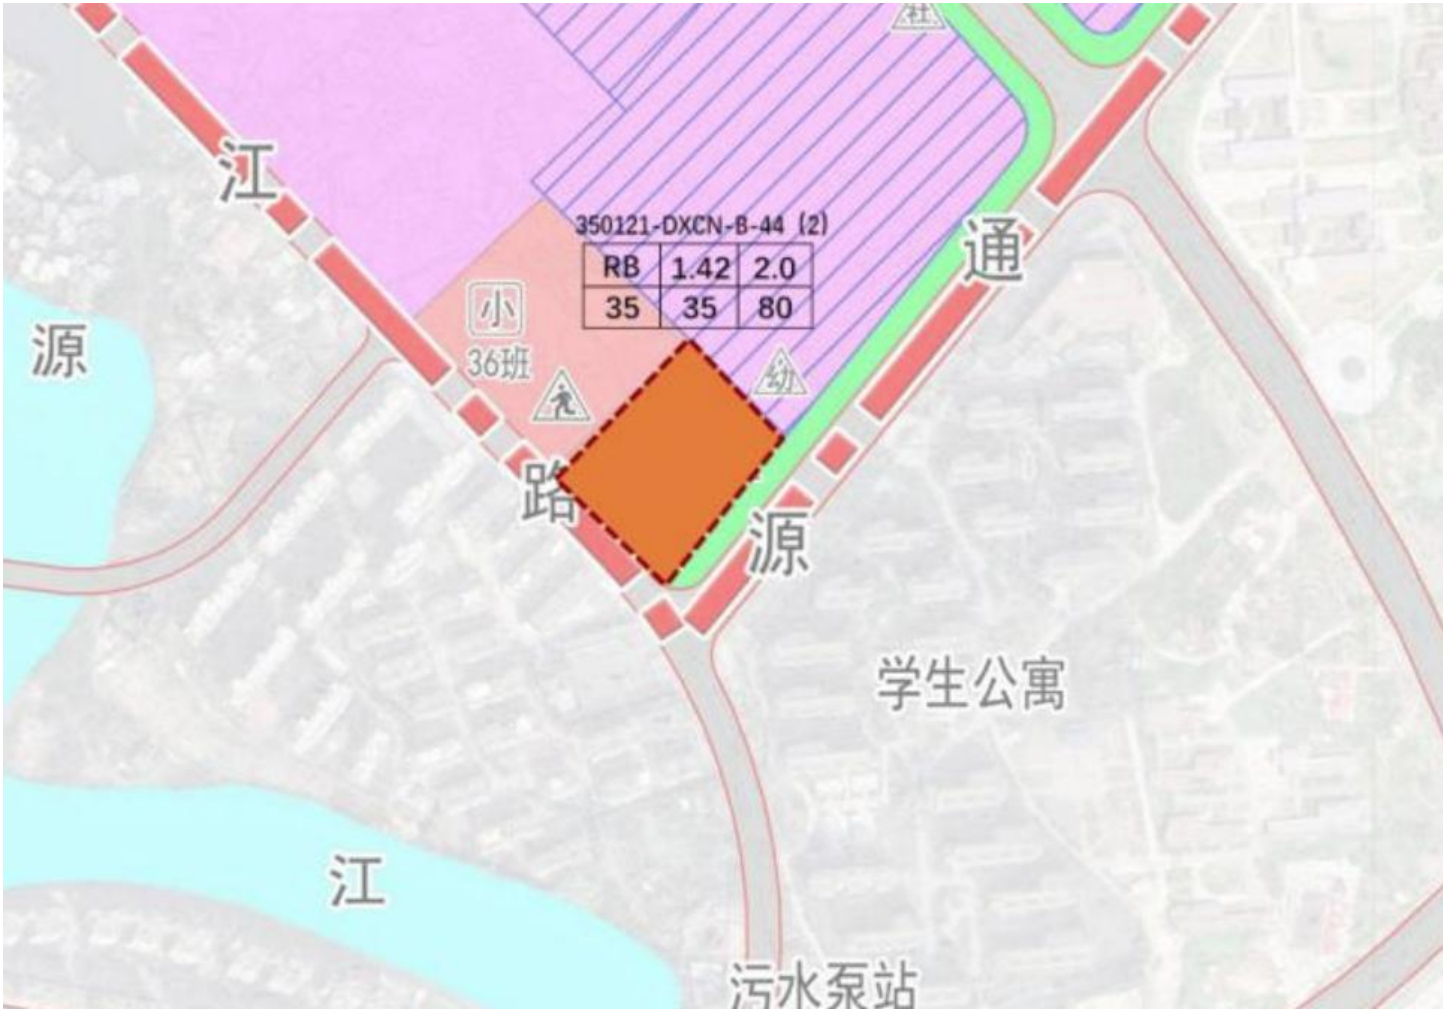 社
江
通
350121-DXCN-B-44 (2)
RB 1.42 2.0
35 35 80
小
36班
源
幼
路
源
学生公寓
江
污水泵站